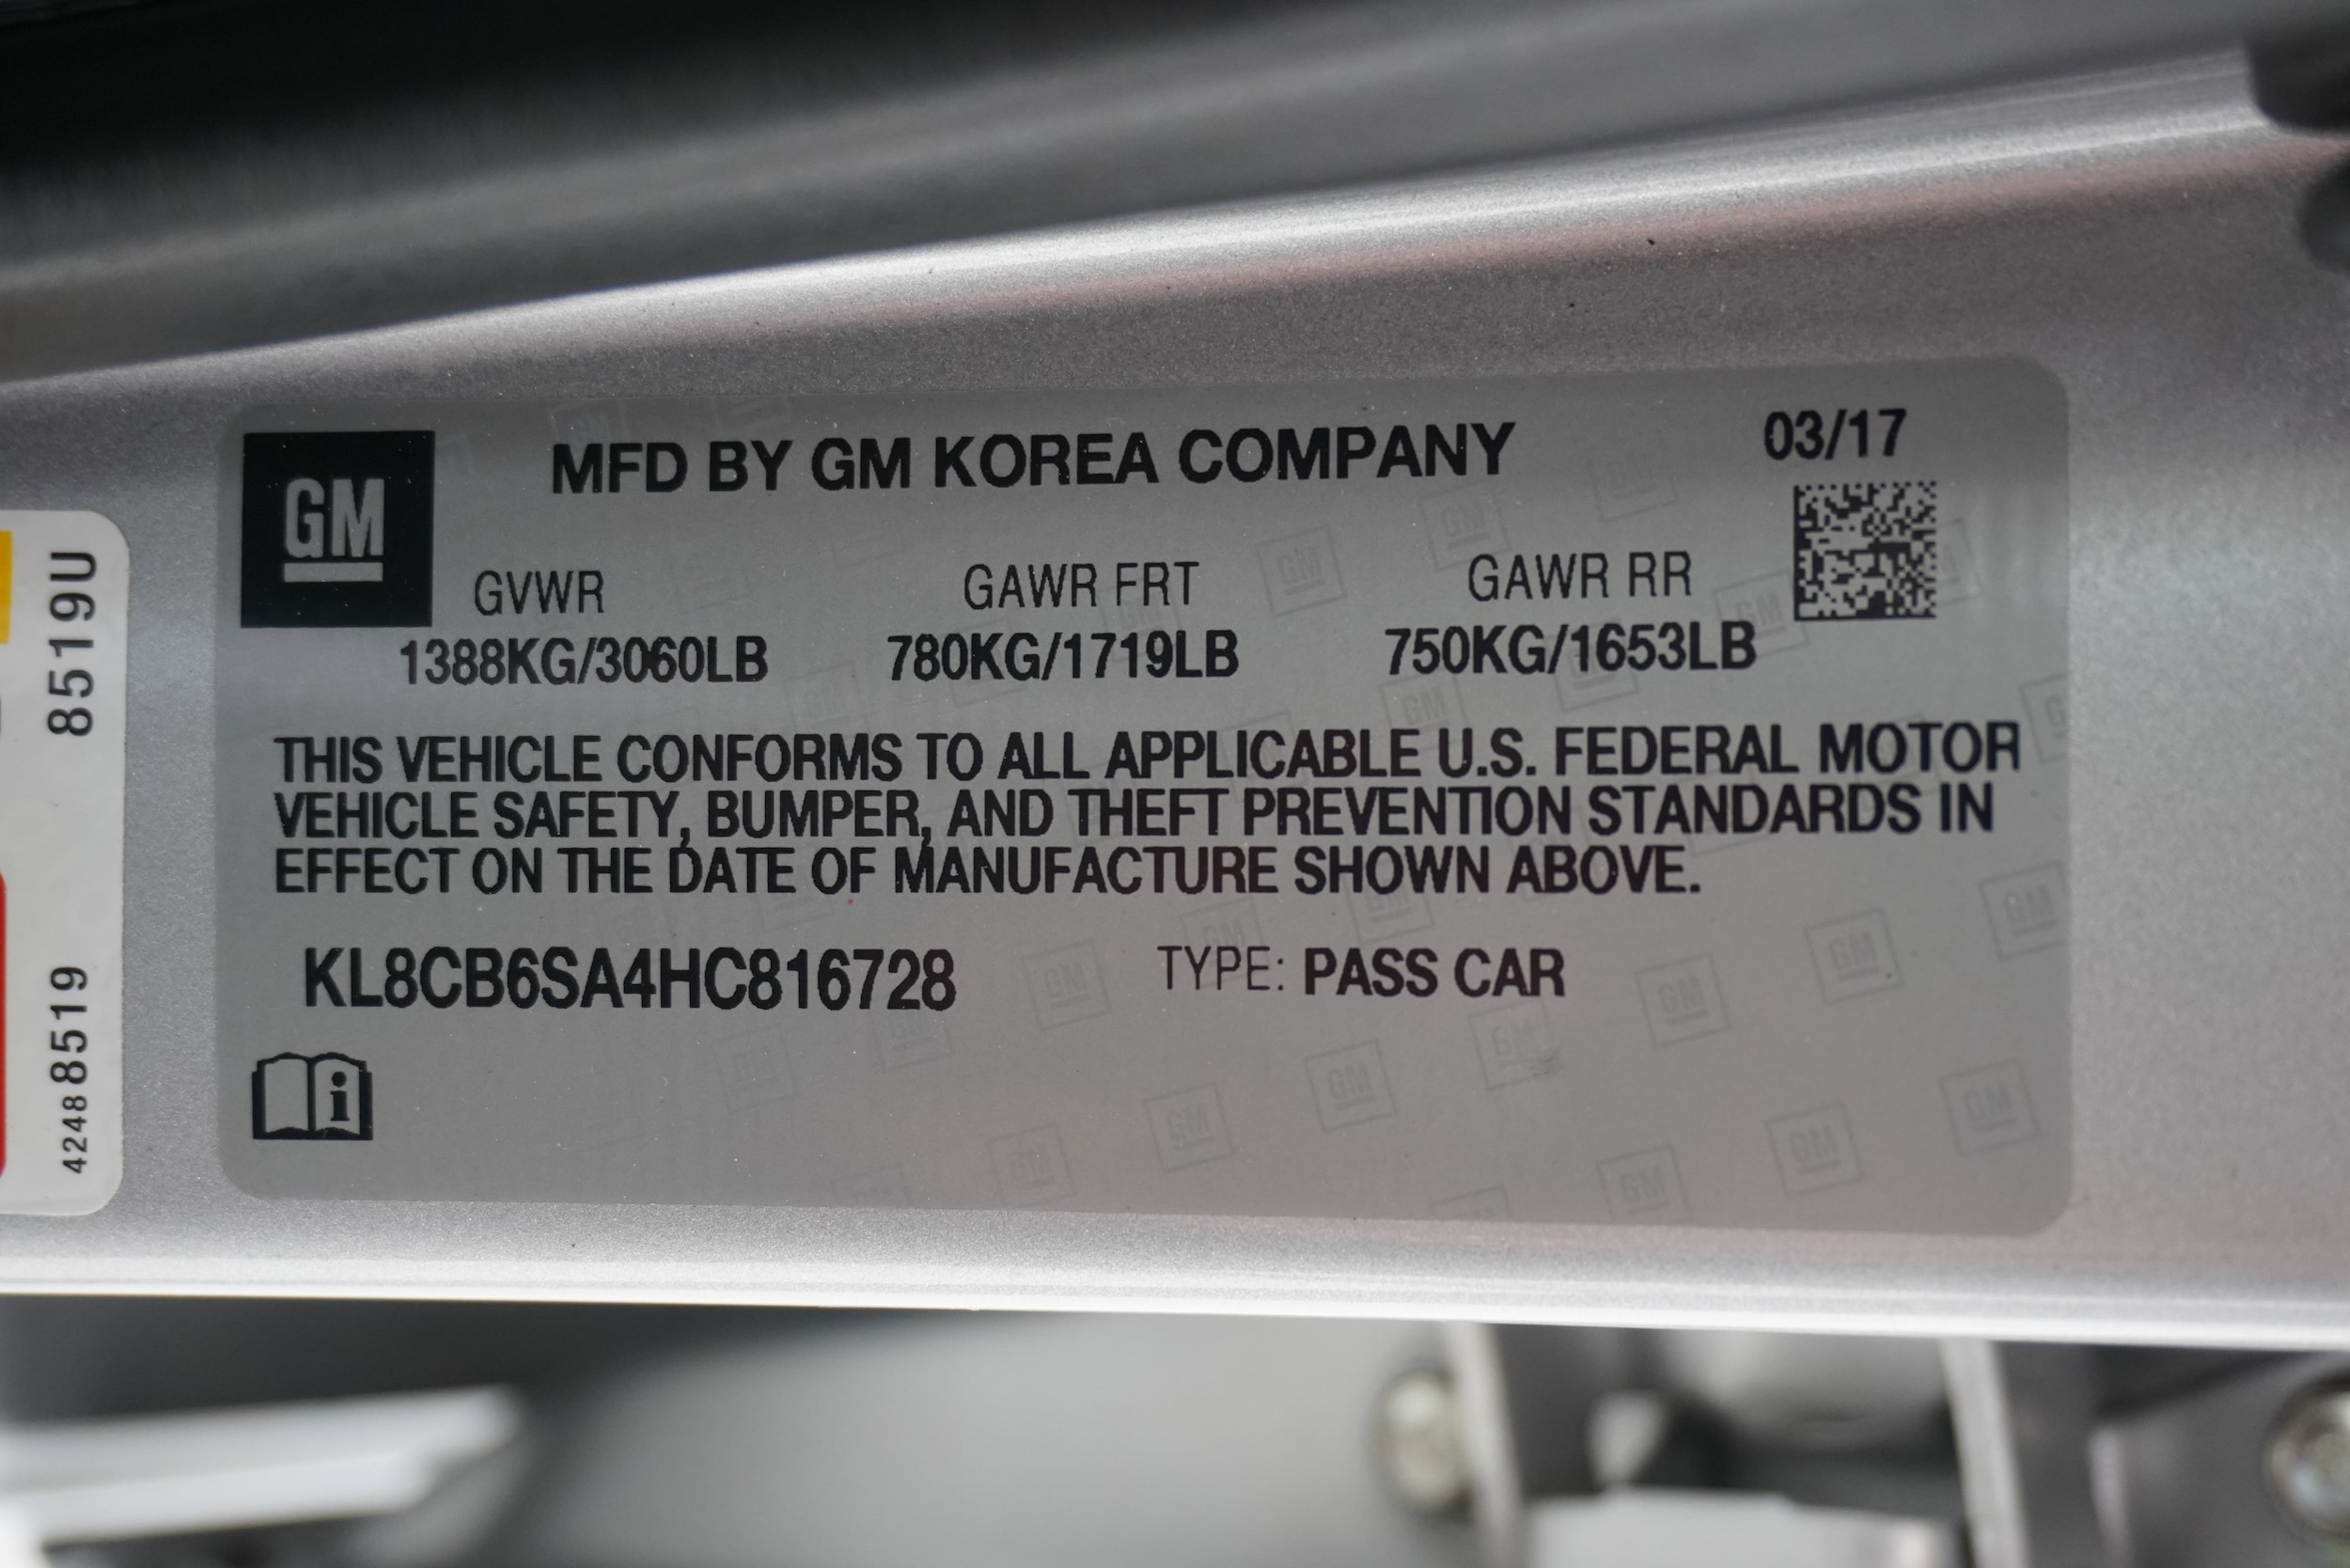 GM
MFD BY GM KOREA COMPANY
03/17
GVWR
GAWR FRT
GAWR RR
1388KG/3060LB
780KG/1719LB
750KG/1653LB
THIS VEHICLE CONFORMS TO ALL APPLICABLE U.S. FEDERAL MOTOR
VEHICLE SAFETY, BUMPER, AND THEFT PREVENTION STANDARDS IN
EFFECT ON THE DATE OF MANUFACTURE SHOWN ABOVE.
KL8CB6SA4HC816728
TYPE: PASS CAR
i
42488519
8519U